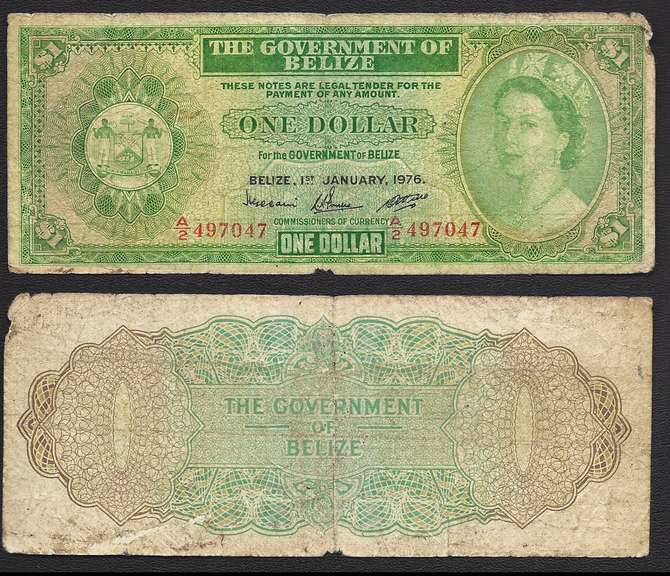 $1
$1
THE GOVERNMENT OF
BELIZE
THESE NOTES ARE LEGAL TENDER FOR THE
PAYMENT OF ANY AMOUNT.
ONE DOLLAR
For the GOVERNMENT OF BELIZE
BELIZE, 1ST JANUARY, 1976.
COMMISSIONERS OF CURRENCY
A/2 497047
A/2 497047
$1
ONE DOLLAR
$1
THE GOVERNMENT
OF
BELIZE